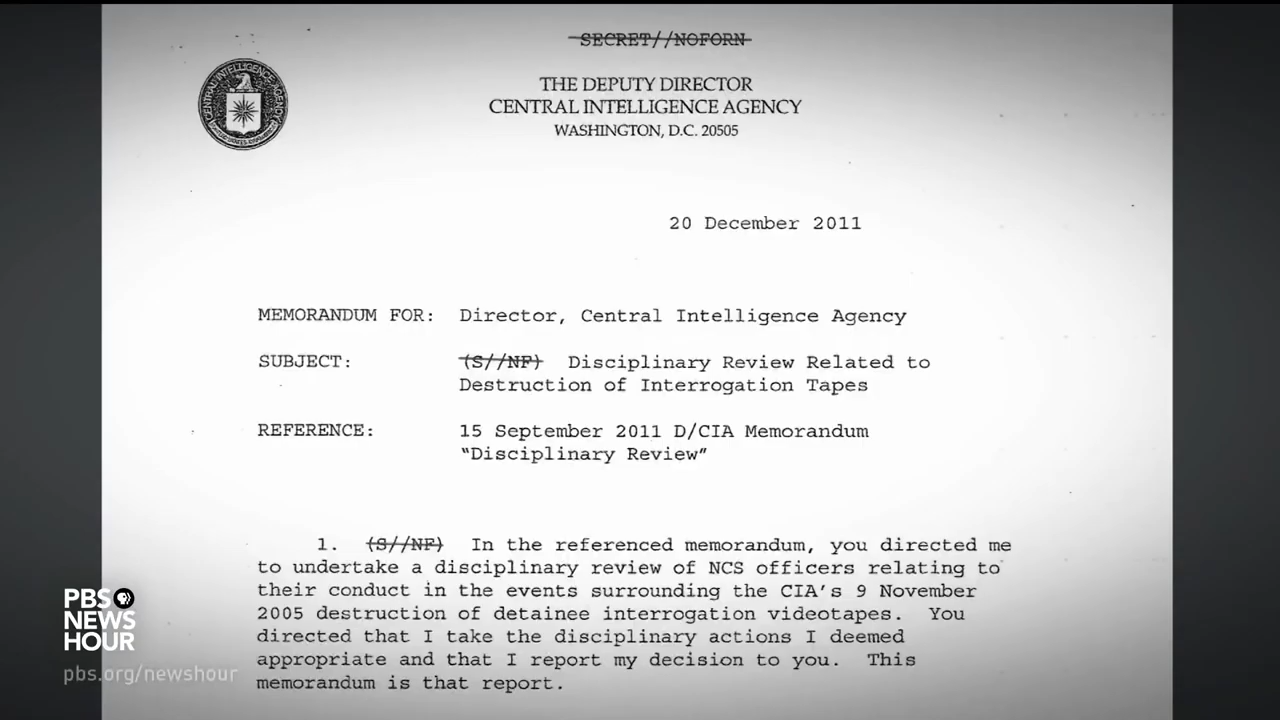 SECRET//NOFORN
CENTRAL INTELLIGENCE AGENCY
THE DEPUTY DIRECTOR
CENTRAL INTELLIGENCE AGENCY
WASHINGTON, D.C. 20505
20 December 2011
MEMORANDUM FOR: Director, Central Intelligence Agency
SUBJECT: (S//NF) Disciplinary Review Related to
Destruction of Interrogation Tapes
REFERENCE: 15 September 2011 D/CIA Memorandum
“Disciplinary Review”
1. (S//NF) In the referenced memorandum, you directed me
to undertake a disciplinary review of NCS officers relating to
their conduct in the events surrounding the CIA's 9 November
2005 destruction of detainee interrogation videotapes. You
directed that I take the disciplinary actions I deemed
appropriate and that I report my decision to you. This
memorandum is that report.
PBS
NEWS
HOUR
pbs.org/newshour